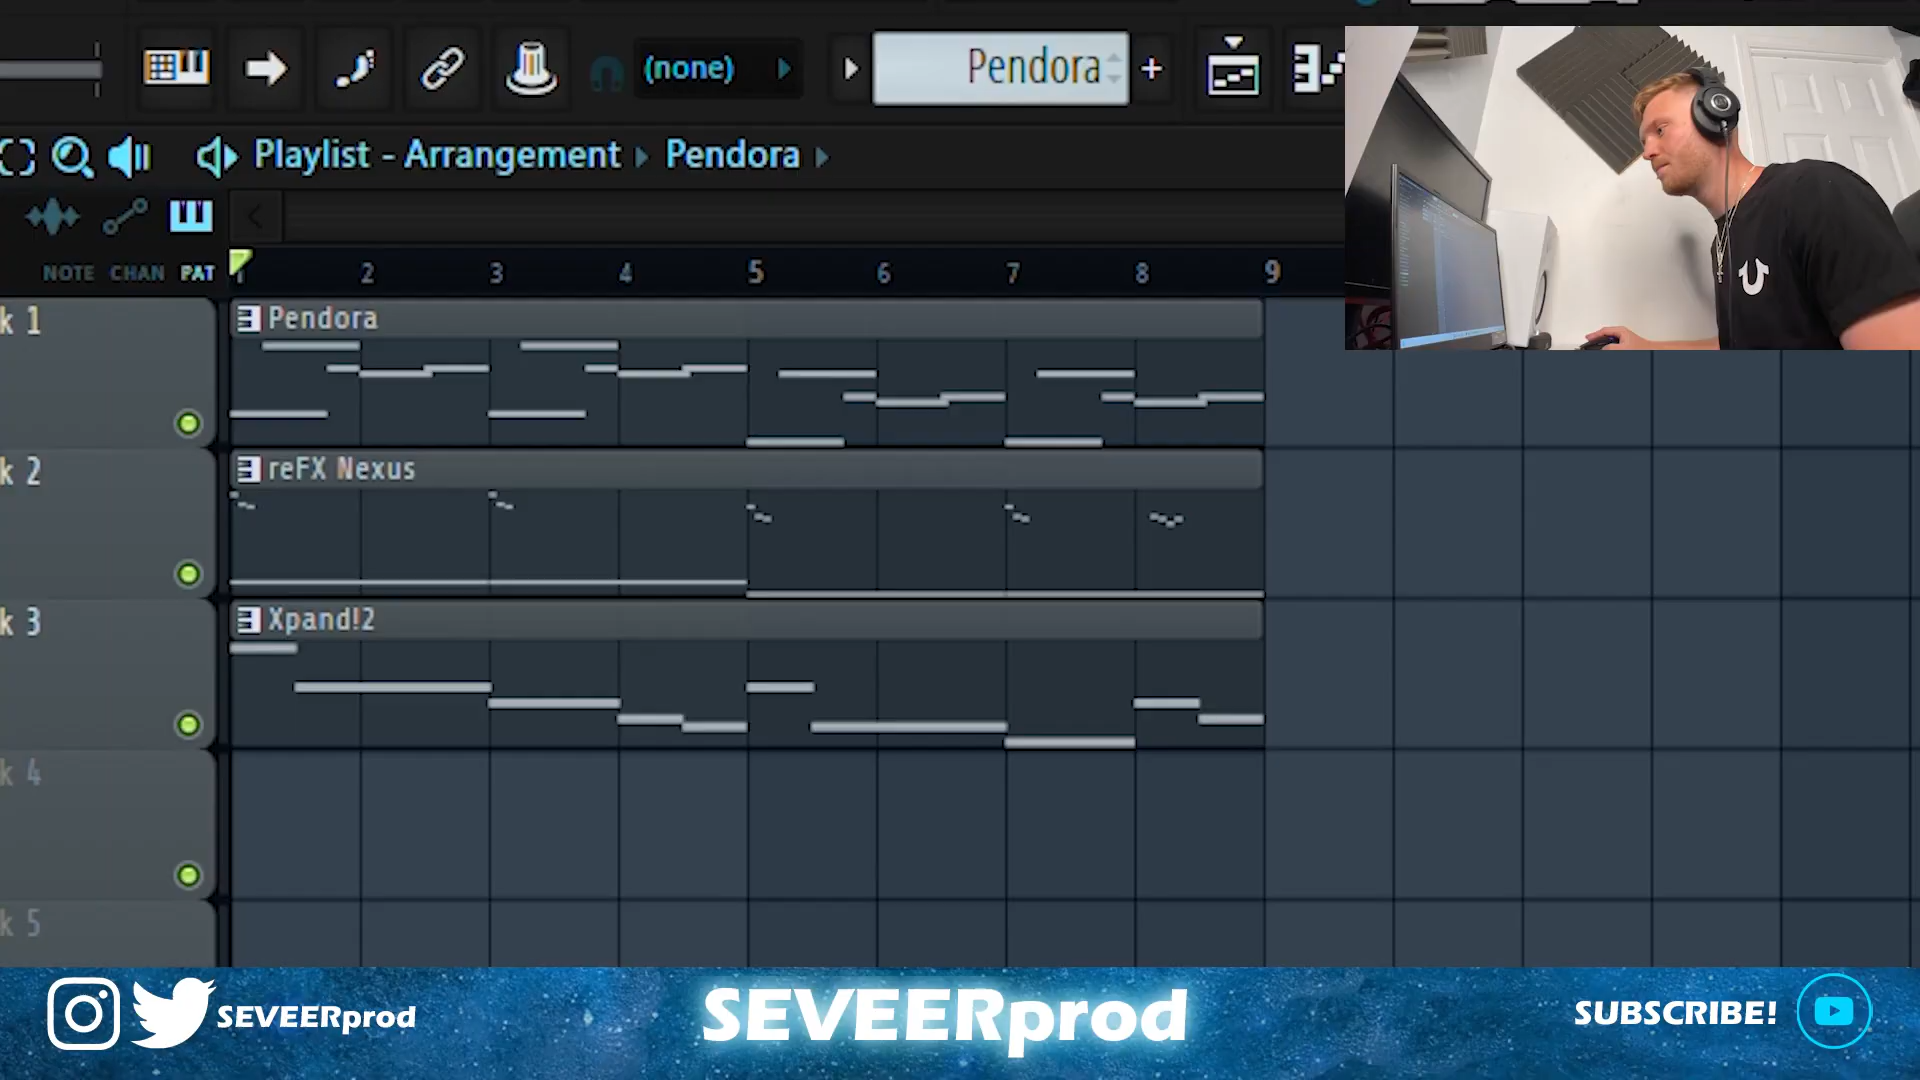 (none)
Pendora
+
Playlist - Arrangement Pendora
NOTE CHAN PAT
1 2 3 4 5 6 7 8 9
k 1
Pendora
k 2
reFX Nexus
k 3
Xpand!2
k 4
k 5
SEVEERprod
SEVEERprod
SUBSCRIBE!